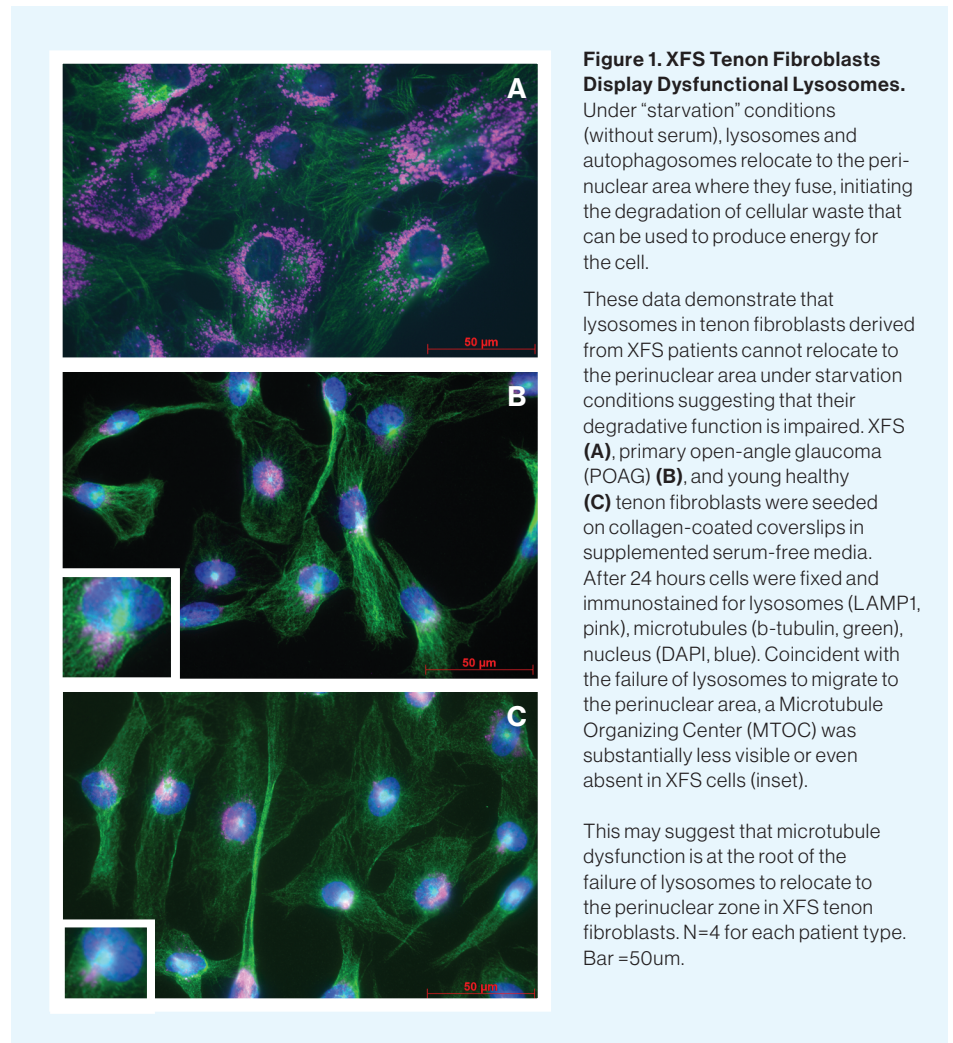 A
50 µm
B
50 µm
C
50 µm
Figure 1. XFS Tenon Fibroblasts
Display Dysfunctional Lysosomes.
Under “starvation” conditions
(without serum), lysosomes and
autophagosomes relocate to the peri-
nuclear area where they fuse, initiating
the degradation of cellular waste that
can be used to produce energy for
the cell.
These data demonstrate that
lysosomes in tenon fibroblasts derived
from XFS patients cannot relocate to
the perinuclear area under starvation
conditions suggesting that their
degradative function is impaired. XFS
(A), primary open-angle glaucoma
(POAG) (B), and young healthy
(C) tenon fibroblasts were seeded
on collagen-coated coverslips in
supplemented serum-free media.
After 24 hours cells were fixed and
immunostained for lysosomes (LAMP1,
pink), microtubules (b-tubulin, green),
nucleus (DAPI, blue). Coincident with
the failure of lysosomes to migrate to
the perinuclear area, a Microtubule
Organizing Center (MTOC) was
substantially less visible or even
absent in XFS cells (inset).
This may suggest that microtubule
dysfunction is at the root of the
failure of lysosomes to relocate to
the perinuclear zone in XFS tenon
fibroblasts. N=4 for each patient type.
Bar =50um.